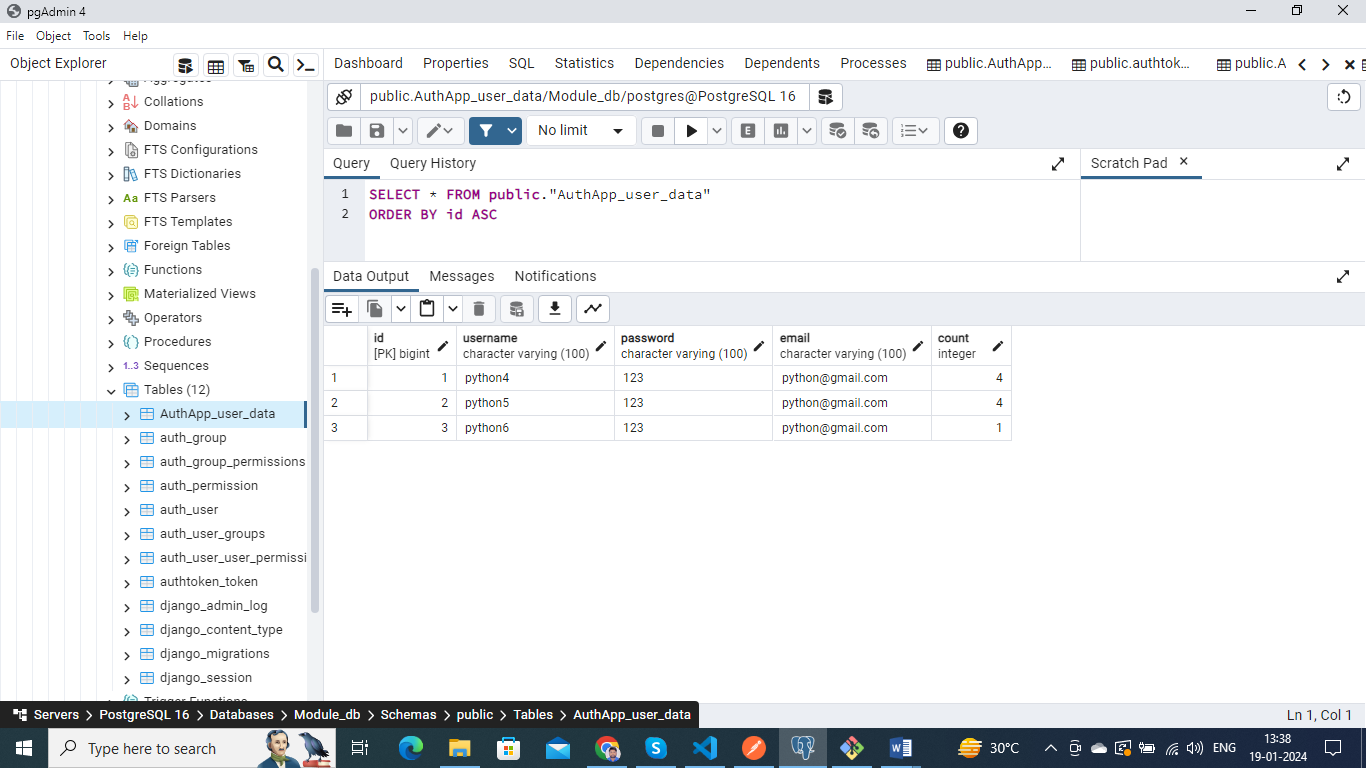 pgAdmin 4
File Object Tools Help
Object Explorer
Dashboard Properties SQL Statistics Dependencies Dependents Processes public.AuthApp... public.authtok... public.A
public.AuthApp_user_data/Module_db/postgres@PostgreSQL 16
No limit
E
Query Query History
Scratch Pad
1 SELECT * FROM public."AuthApp_user_data"
2 ORDER BY id ASC
Data Output Messages Notifications
id username password email count
[PK] bigint character varying (100) character varying (100) character varying (100) integer
1 1 python4 123 python@gmail.com 4
2 2 python5 123 python@gmail.com 4
3 3 python6 123 python@gmail.com 1
Aggregates
Collations
Domains
FTS Configurations
FTS Dictionaries
Aa FTS Parsers
FTS Templates
Foreign Tables
Functions
Materialized Views
Operators
Procedures
1..3 Sequences
Tables (12)
AuthApp_user_data
auth_group
auth_group_permissions
auth_permission
auth_user
auth_user_groups
auth_user_user_permissi
authtoken_token
django_admin_log
django_content_type
django_migrations
django_session
Trigger Functions
Servers > PostgreSQL 16 > Databases > Module_db > Schemas > public > Tables > AuthApp_user_data
Ln 1, Col 1
Type here to search
30°C
ENG
13:38
19-01-2024